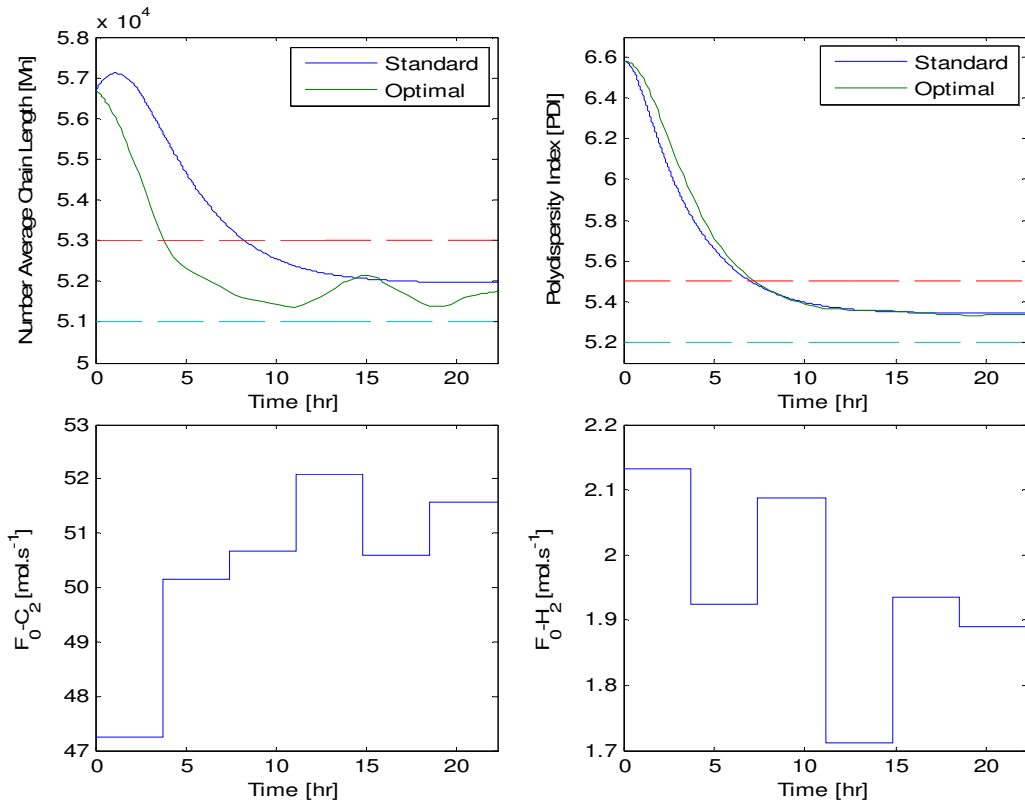 x 10^4
5.8
5.7
5.6
5.5
5.4
5.3
5.2
5.1
5
0 5 10 15 20
Time [hr]
Number Average Chain Length [Mn]
Standard
Optimal
6.6
6.4
6.2
6
5.8
5.6
5.4
5.2
0 5 10 15 20
Time [hr]
Polydispersity Index [PDI]
Standard
Optimal
53
52
51
50
49
48
47
0 5 10 15 20
Time [hr]
F_0-C_2 [mol.s^-1]
2.2
2.1
2
1.9
1.8
1.7
0 5 10 15 20
Time [hr]
F_0-H_2 [mol.s^-1]